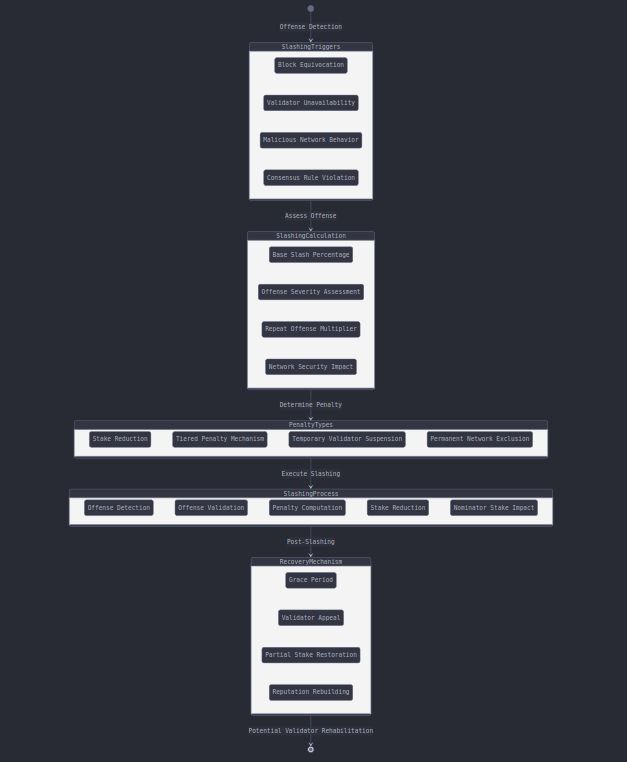 Offense Detection
SlashingTriggers
Block Equivocation
Validator Unavailability
Malicious Network Behavior
Consensus Rule Violation
Assess Offense
SlashingCalculation
Base Slash Percentage
Offense Severity Assessment
Repeat Offense Multiplier
Network Security Impact
Determine Penalty
PenaltyTypes
Stake Reduction Tiered Penalty Mechanism Temporary Validator Suspension Permanent Network Exclusion
Execute Slashing
SlashingProcess
Offense Detection Offense Validation Penalty Computation Stake Reduction Nominator Stake Impact
Post-Slashing
RecoveryMechanism
Grace Period
Validator Appeal
Partial Stake Restoration
Reputation Rebuilding
Potential Validator Rehabilitation